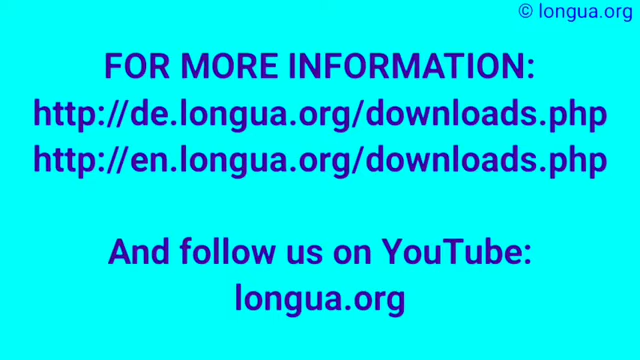 © longua.org
FOR MORE INFORMATION:
http://de.longua.org/downloads.php
http://en.longua.org/downloads.php
And follow us on YouTube:
longua.org